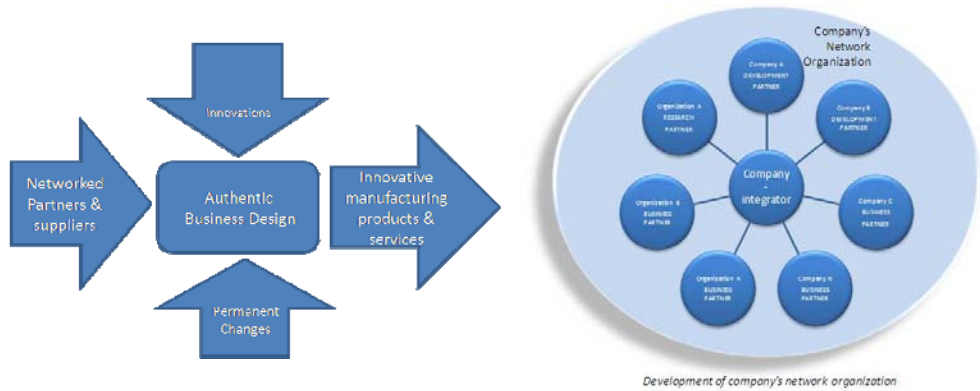 Innovations
Networked
Partners &
suppliers
Authentic
Business Design
Innovative
manufacturing
products &
services
Permanent
Changes
Company's
Network
Organization
Company A
DEVELOPMENT
PARTNER
Organization A
RESEARCH
PARTNER
Company B
DEVELOPMENT
PARTNER
Company
-
integrator
Organization B
BUSINESS
PARTNER
Company C
BUSINESS
PARTNER
BUSINESS
PARTNER
BUSINESS
PARTNER
Development of company's network organization